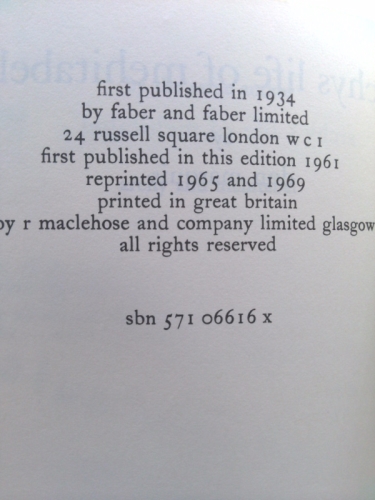 first published in 1934
by faber and faber limited
24 russell square london w c 1
first published in this edition 1961
reprinted 1965 and 1969
printed in great britain
by r maclehose and company limited glasgow
all rights reserved
sbn 571 06616 x